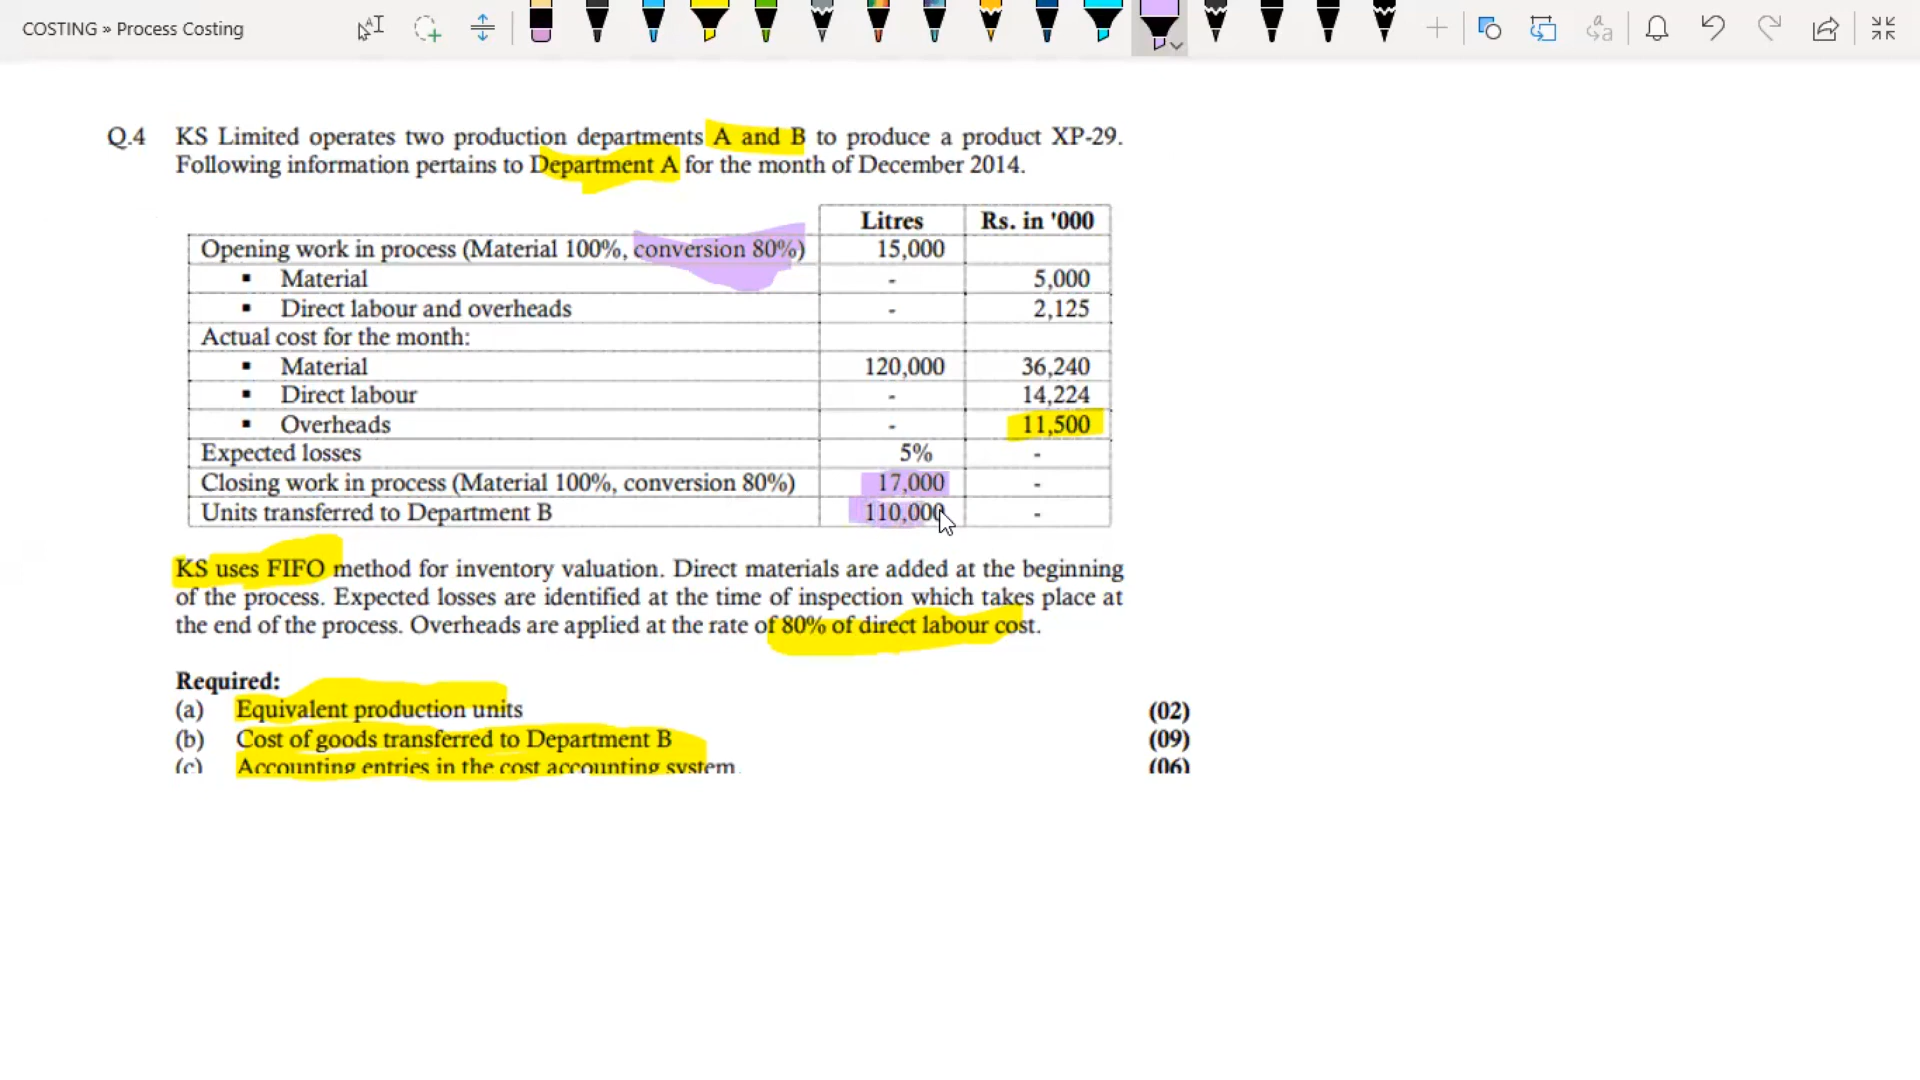 COSTING » Process Costing
Q.4 KS Limited operates two production departments A and B to produce a product XP-29.
Following information pertains to Department A for the month of December 2014.
Litres Rs. in '000
Opening work in process (Material 100%, conversion 80%) 15,000
▪ Material - 5,000
▪ Direct labour and overheads - 2,125
Actual cost for the month:
▪ Material 120,000 36,240
▪ Direct labour - 14,224
▪ Overheads - 11,500
Expected losses 5% -
Closing work in process (Material 100%, conversion 80%) 17,000 -
Units transferred to Department B 110,000 -
KS uses FIFO method for inventory valuation. Direct materials are added at the beginning
of the process. Expected losses are identified at the time of inspection which takes place at
the end of the process. Overheads are applied at the rate of 80% of direct labour cost.
Required:
(a) Equivalent production units (02)
(b) Cost of goods transferred to Department B (09)
(c) Accounting entries in the cost accounting system. (06)